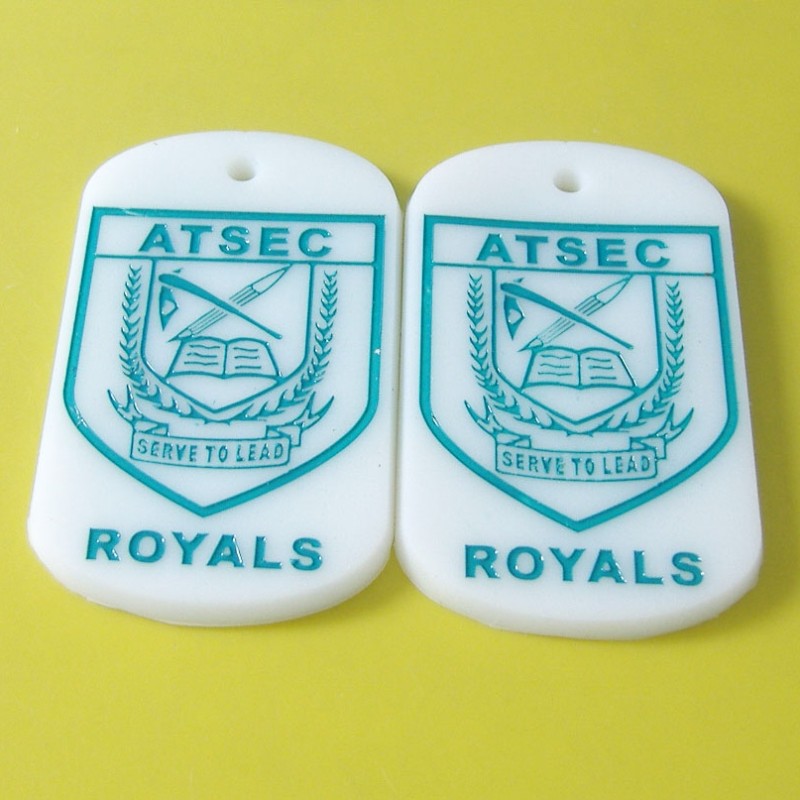 ATSEC
SERVE TO LEAD
ROYALS
ATSEC
SERVE TO LEAD
ROYALS